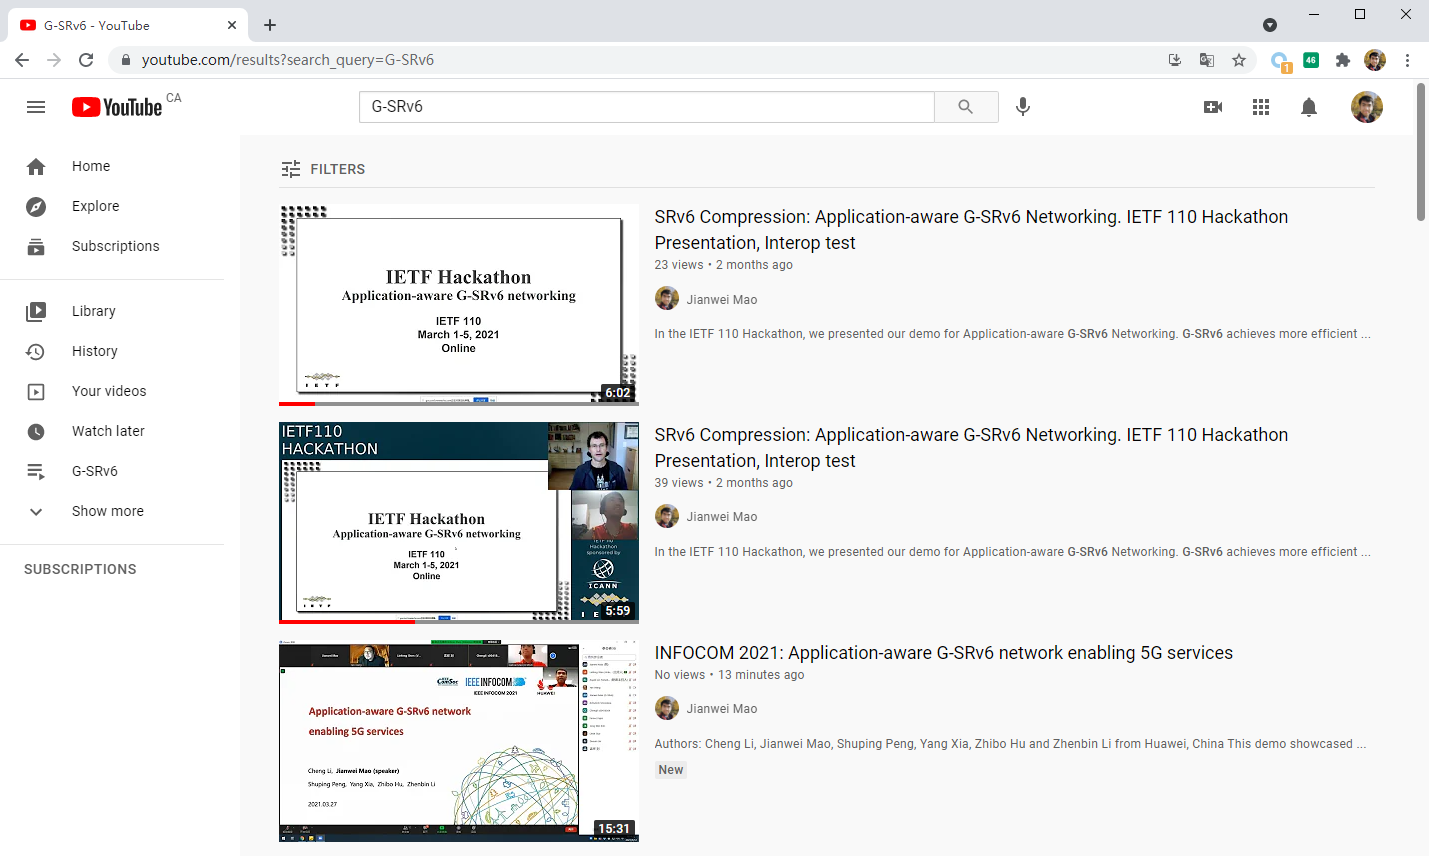 G-SRv6 - YouTube
youtube.com/results?search_query=G-SRv6
1
46
YouTube CA
G-SRv6
Home
Explore
Subscriptions
Library
History
Your videos
Watch later
G-SRv6
Show more
SUBSCRIPTIONS
FILTERS
IETF Hackathon
Application-aware G-SRv6 networking
IETF 110
March 1-5, 2021
Online
I E T F
6:02
SRv6 Compression: Application-aware G-SRv6 Networking. IETF 110 Hackathon
Presentation, Interop test
23 views • 2 months ago
Jianwei Mao
In the IETF 110 Hackathon, we presented our demo for Application-aware G-SRv6 Networking. G-SRv6 achieves more efficient ...
IETF110
HACKATHON
IETF Hackathon
Application-aware G-SRv6 networking
IETF 110
March 1-5, 2021
Online
I E T F
Hackathon
sponsored by
ICANN
5:59
SRv6 Compression: Application-aware G-SRv6 Networking. IETF 110 Hackathon
Presentation, Interop test
39 views • 2 months ago
Jianwei Mao
In the IETF 110 Hackathon, we presented our demo for Application-aware G-SRv6 Networking. G-SRv6 achieves more efficient ...
ComSoc
IEEE INFOCOM
IEEE INFOCOM 2021
HUAWEI
Application-aware G-SRv6 network
enabling 5G services
Cheng Li, Jianwei Mao (speaker)
Shuping Peng, Yang Xia, Zhibo Hu, Zhenbin Li
2021.03.27
15:31
INFOCOM 2021: Application-aware G-SRv6 network enabling 5G services
No views • 13 minutes ago
Jianwei Mao
Authors: Cheng Li, Jianwei Mao, Shuping Peng, Yang Xia, Zhibo Hu and Zhenbin Li from Huawei, China This demo showcased ...
New